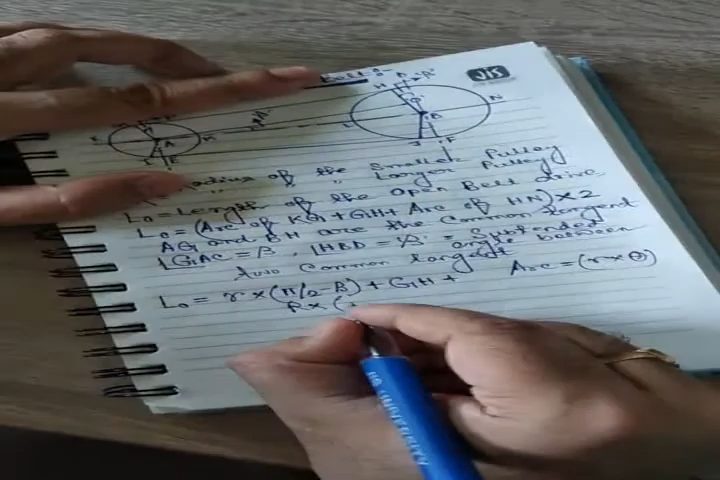 JIS
Belt :-
Radius of the Smaller Pulley
" " " Larger Pulley
L₀ = Length of the Open Belt Drive
L₀ = (Arc of KG + GH + Arc of HN) × 2
AG and BH are the Common tangent
∠GAC = β , ∠HBD = β = Subtended
angle between
two common tangent
Arc = (r × θ)
L₀ = r × (π/2 - β) + GH +
R × (
UNIVERSITY